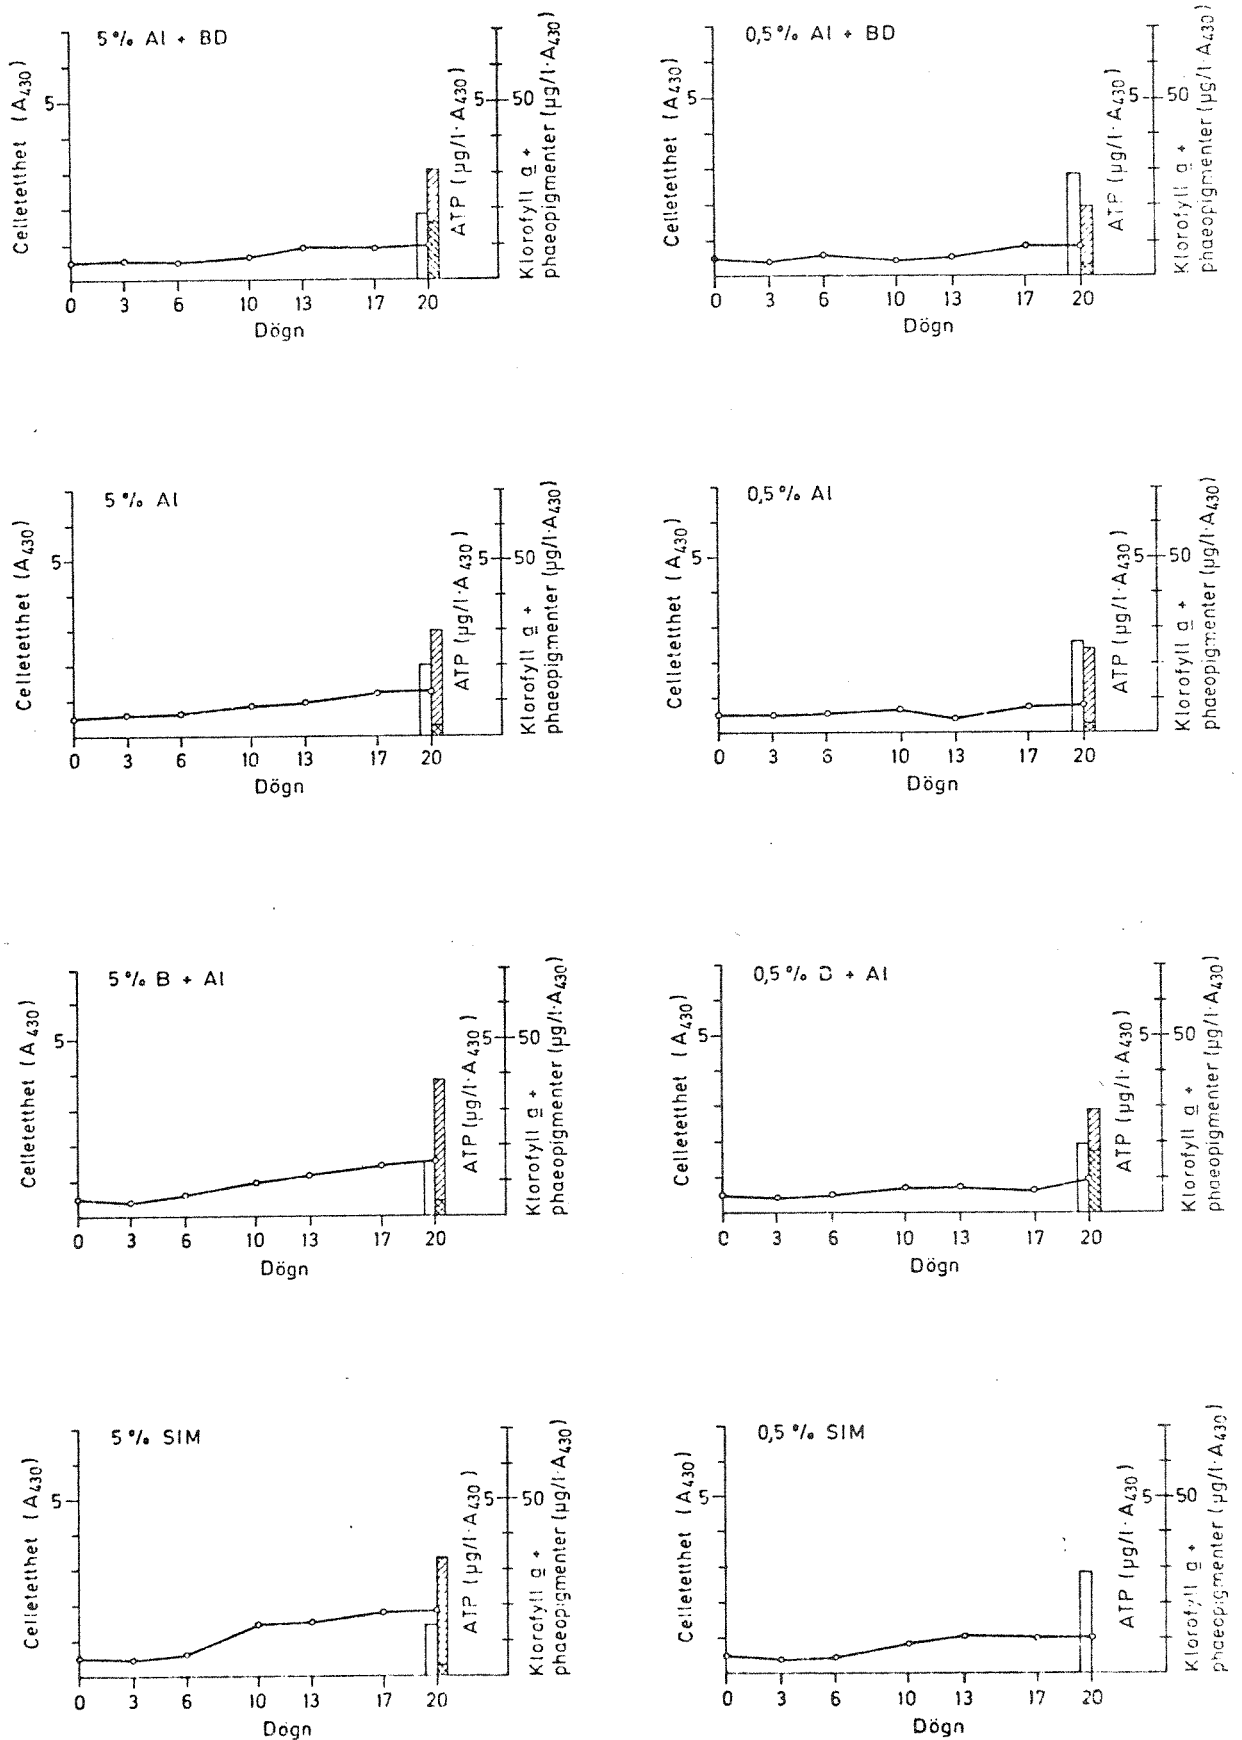 5 % Al + BD
Celletetthet (A430)
5
0 3 6 10 13 17 20
Dögn
ATP (µg/l·A430)
5 50
Klorofyll a +
phaeopigmenter (µg/l·A430)
0,5 % Al + BD
Celletetthet (A430)
5
0 3 6 10 13 17 20
Dögn
ATP (µg/l·A430)
5 50
Klorofyll a +
phaeopigmenter (µg/l·A430)
5 % Al
Celletetthet (A430)
5
0 3 6 10 13 17 20
Dögn
ATP (µg/l·A430)
5 50
Klorofyll a +
phaeopigmenter (µg/l·A430)
0,5 % Al
Celletetthet (A430)
5
0 3 6 10 13 17 20
Dögn
ATP (µg/l·A430)
5 50
Klorofyll a +
phaeopigmenter (µg/l·A430)
5 % B + Al
Celletetthet (A430)
5
0 3 6 10 13 17 20
Dögn
ATP (µg/l·A430)
5 50
Klorofyll a +
phaeopigmenter (µg/l·A430)
0,5 % B + Al
Celletetthet (A430)
5
0 3 6 10 13 17 20
Dögn
ATP (µg/l·A430)
5 50
Klorofyll a +
phaeopigmenter (µg/l·A430)
5 % SIM
Celletetthet (A430)
5
0 3 6 10 13 17 20
Dögn
ATP (µg/l·A430)
5 50
Klorofyll a +
phaeopigmenter (µg/l·A430)
0,5 % SIM
Celletetthet (A430)
5
0 3 6 10 13 17 20
Dögn
ATP (µg/l·A430)
5 50
Klorofyll a +
phaeopigmenter (µg/l·A430)